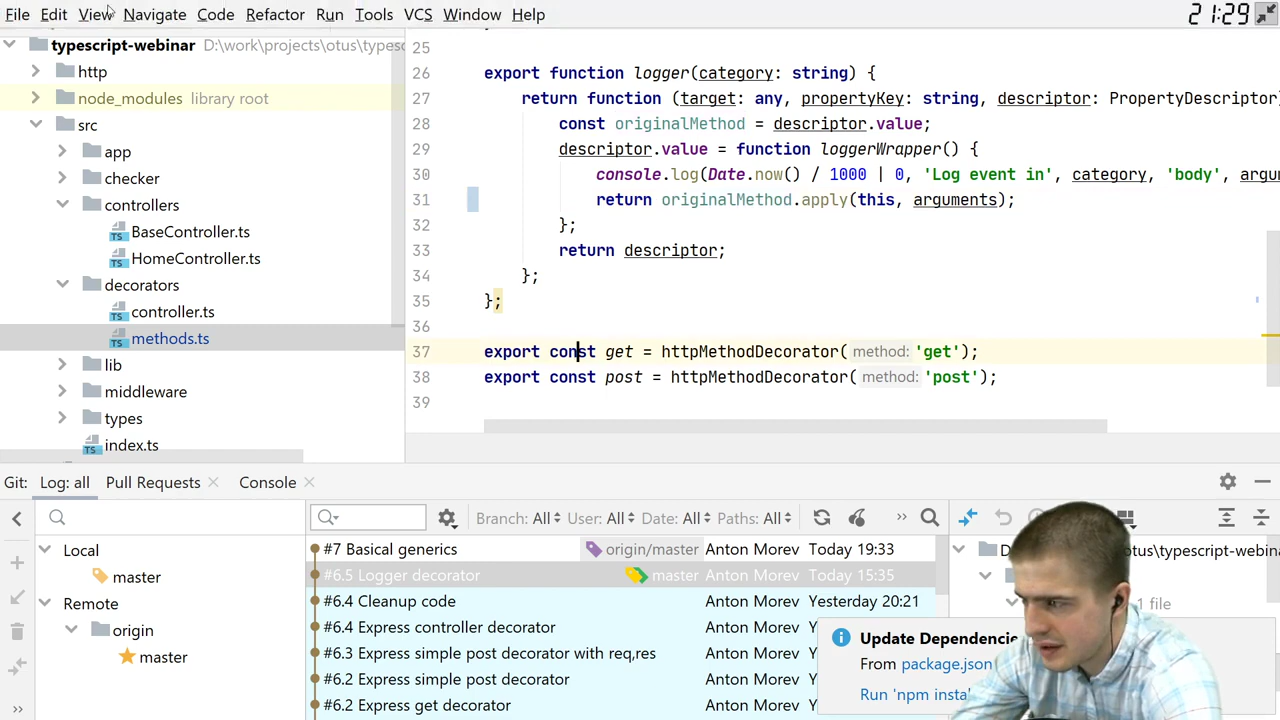 File Edit View Navigate Code Refactor Run Tools VCS Window Help 21:29
typescript-webinar D:\work\projects\otus\typesc
http
node_modules library root
src
app
checker
controllers
BaseController.ts
HomeController.ts
decorators
controller.ts
methods.ts
lib
middleware
types
index.ts
25
26 export function logger(category: string) {
27 return function (target: any, propertyKey: string, descriptor: PropertyDescriptor)
28 const originalMethod = descriptor.value;
29 descriptor.value = function loggerWrapper() {
30 console.log(Date.now() / 1000 | 0, 'Log event in', category, 'body', argum
31 return originalMethod.apply(this, arguments);
32 };
33 return descriptor;
34 };
35 };
36
37 export const get = httpMethodDecorator( method: 'get');
38 export const post = httpMethodDecorator( method: 'post');
39
Git: Log: all Pull Requests Console
Branch: All User: All Date: All Paths: All
Local
master
Remote
origin
master
#7 Basical generics origin/master Anton Morev Today 19:33
#6.5 Logger decorator master Anton Morev Today 15:35
#6.4 Cleanup code Anton Morev Yesterday 20:21
#6.4 Express controller decorator Anton Morev Y
#6.3 Express simple post decorator with req,res Anton Morev Y
#6.2 Express simple post decorator Anton Morev Y
#6.2 Express get decorator Anton Morev Y
D:
otus\typescript-webina
1 file
Update Dependencie
From package.json
Run 'npm insta